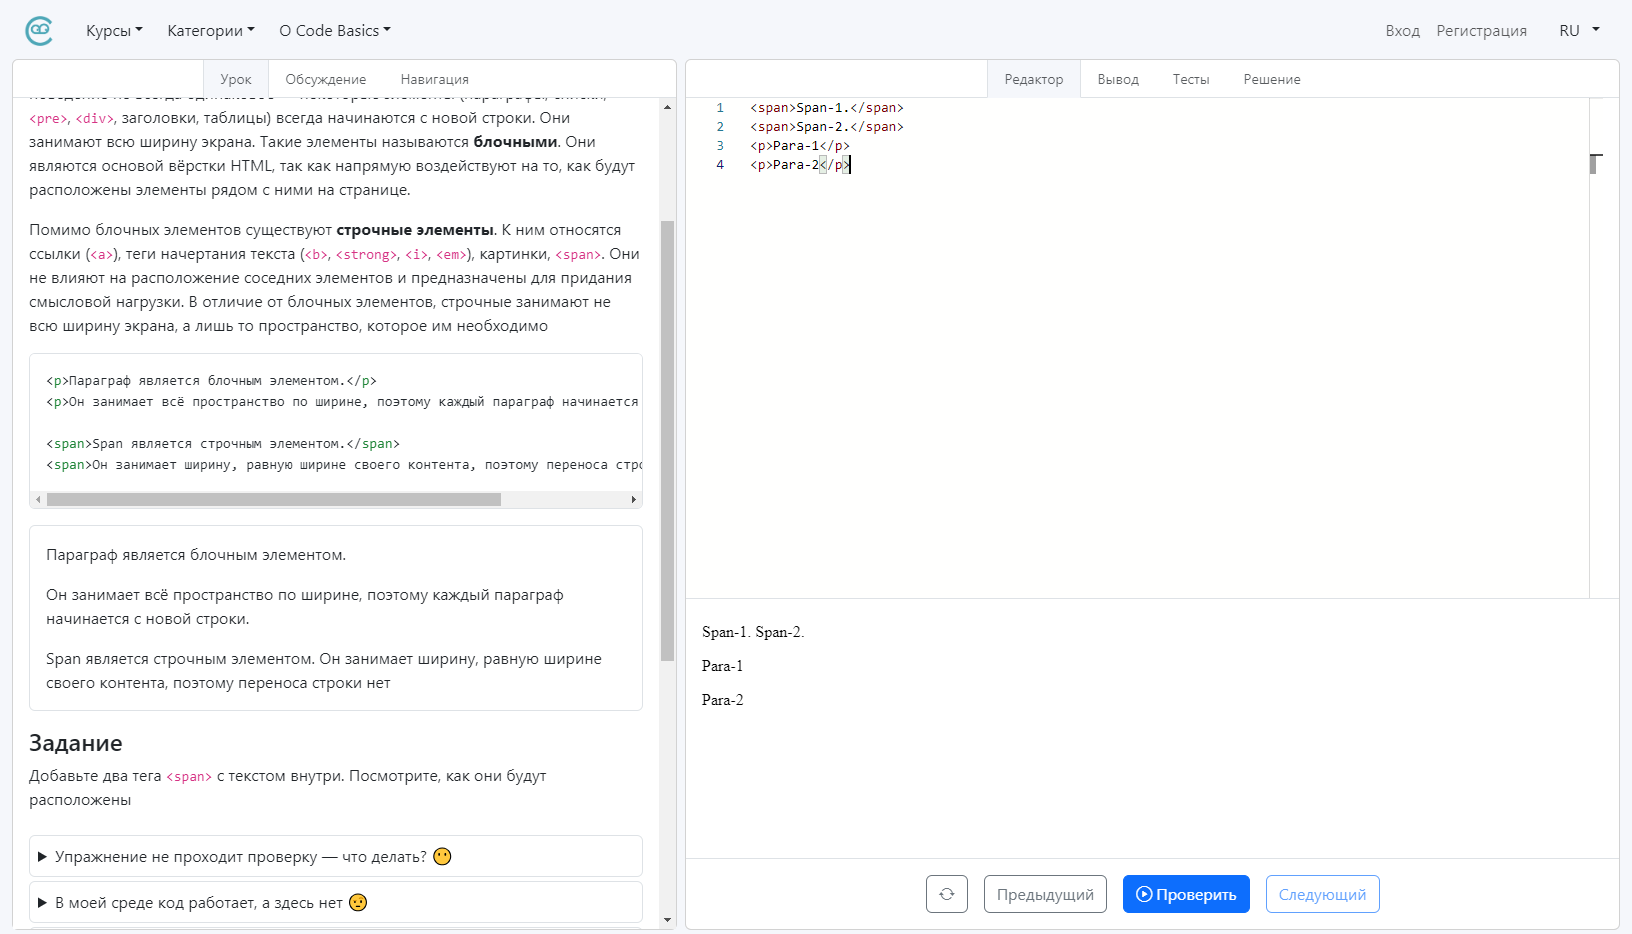 Курсы
Категории
О Code Basics
Вход
Регистрация
RU
Урок
Обсуждение
Навигация
<pre>, <div>, заголовки, таблицы) всегда начинаются с новой строки. Они
занимают всю ширину экрана. Такие элементы называются блочными. Они
являются основой вёрстки HTML, так как напрямую воздействуют на то, как будут
расположены элементы рядом с ними на странице.
Помимо блочных элементов существуют строчные элементы. К ним относятся
ссылки (<a>), теги начертания текста (<b>, <strong>, <i>, <em>), картинки, <span>. Они
не влияют на расположение соседних элементов и предназначены для придания
смысловой нагрузки. В отличие от блочных элементов, строчные занимают не
всю ширину экрана, а лишь то пространство, которое им необходимо
<p>Параграф является блочным элементом.</p>
<p>Он занимает всё пространство по ширине, поэтому каждый параграф начинается
<span>Span является строчным элементом.</span>
<span>Он занимает ширину, равную ширине своего контента, поэтому переноса стро
Параграф является блочным элементом.
Он занимает всё пространство по ширине, поэтому каждый параграф
начинается с новой строки.
Span является строчным элементом. Он занимает ширину, равную ширине
своего контента, поэтому переноса строки нет
Задание
Добавьте два тега <span> с текстом внутри. Посмотрите, как они будут
расположены
Упражнение не проходит проверку — что делать? 😶
В моей среде код работает, а здесь нет 🤨
Редактор
Вывод
Тесты
Решение
1 <span>Span-1.</span>
2 <span>Span-2.</span>
3 <p>Para-1</p>
4 <p>Para-2</p>
Span-1. Span-2.
Para-1
Para-2
Предыдущий
Проверить
Следующий